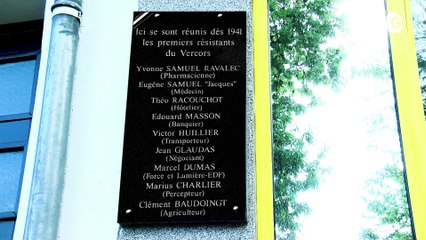 Ici se sont réunis dés 1941
les premiers résistants
du Vercors
Yvonne SAMUEL RAVALEC
(Pharmacienne)
Eugène SAMUEL "Jacques"
(Médecin)
Théo RACOUCHOT
(Hôtelier)
Edouard MASSON
(Banquier)
Victor HUILLIER
(Transporteur)
Jean GLAUDAS
(Négociant)
Marcel DUMAS
(Force et Lumière-EDF)
Marius CHARLIER
(Percepteur)
Clément BAUDOINGT
(Agriculteur)